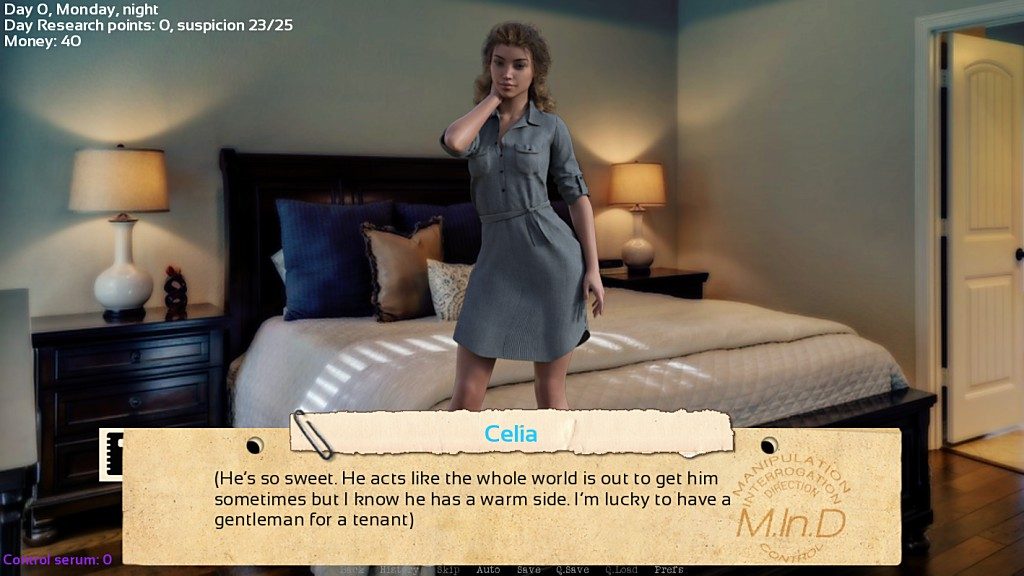 Day 0, Monday, night
Day Research points: 0, suspicion 23/25
Money: 40
Celia
(He's so sweet. He acts like the whole world is out to get him
sometimes but I know he has a warm side. I'm lucky to have a
gentleman for a tenant)
MANIPULATION
INTERROGATION
DIRECTION
M.In.D
CONTROL
Control serum: 0
Back History Skip Auto Save Q.Save Q.Load Prefs